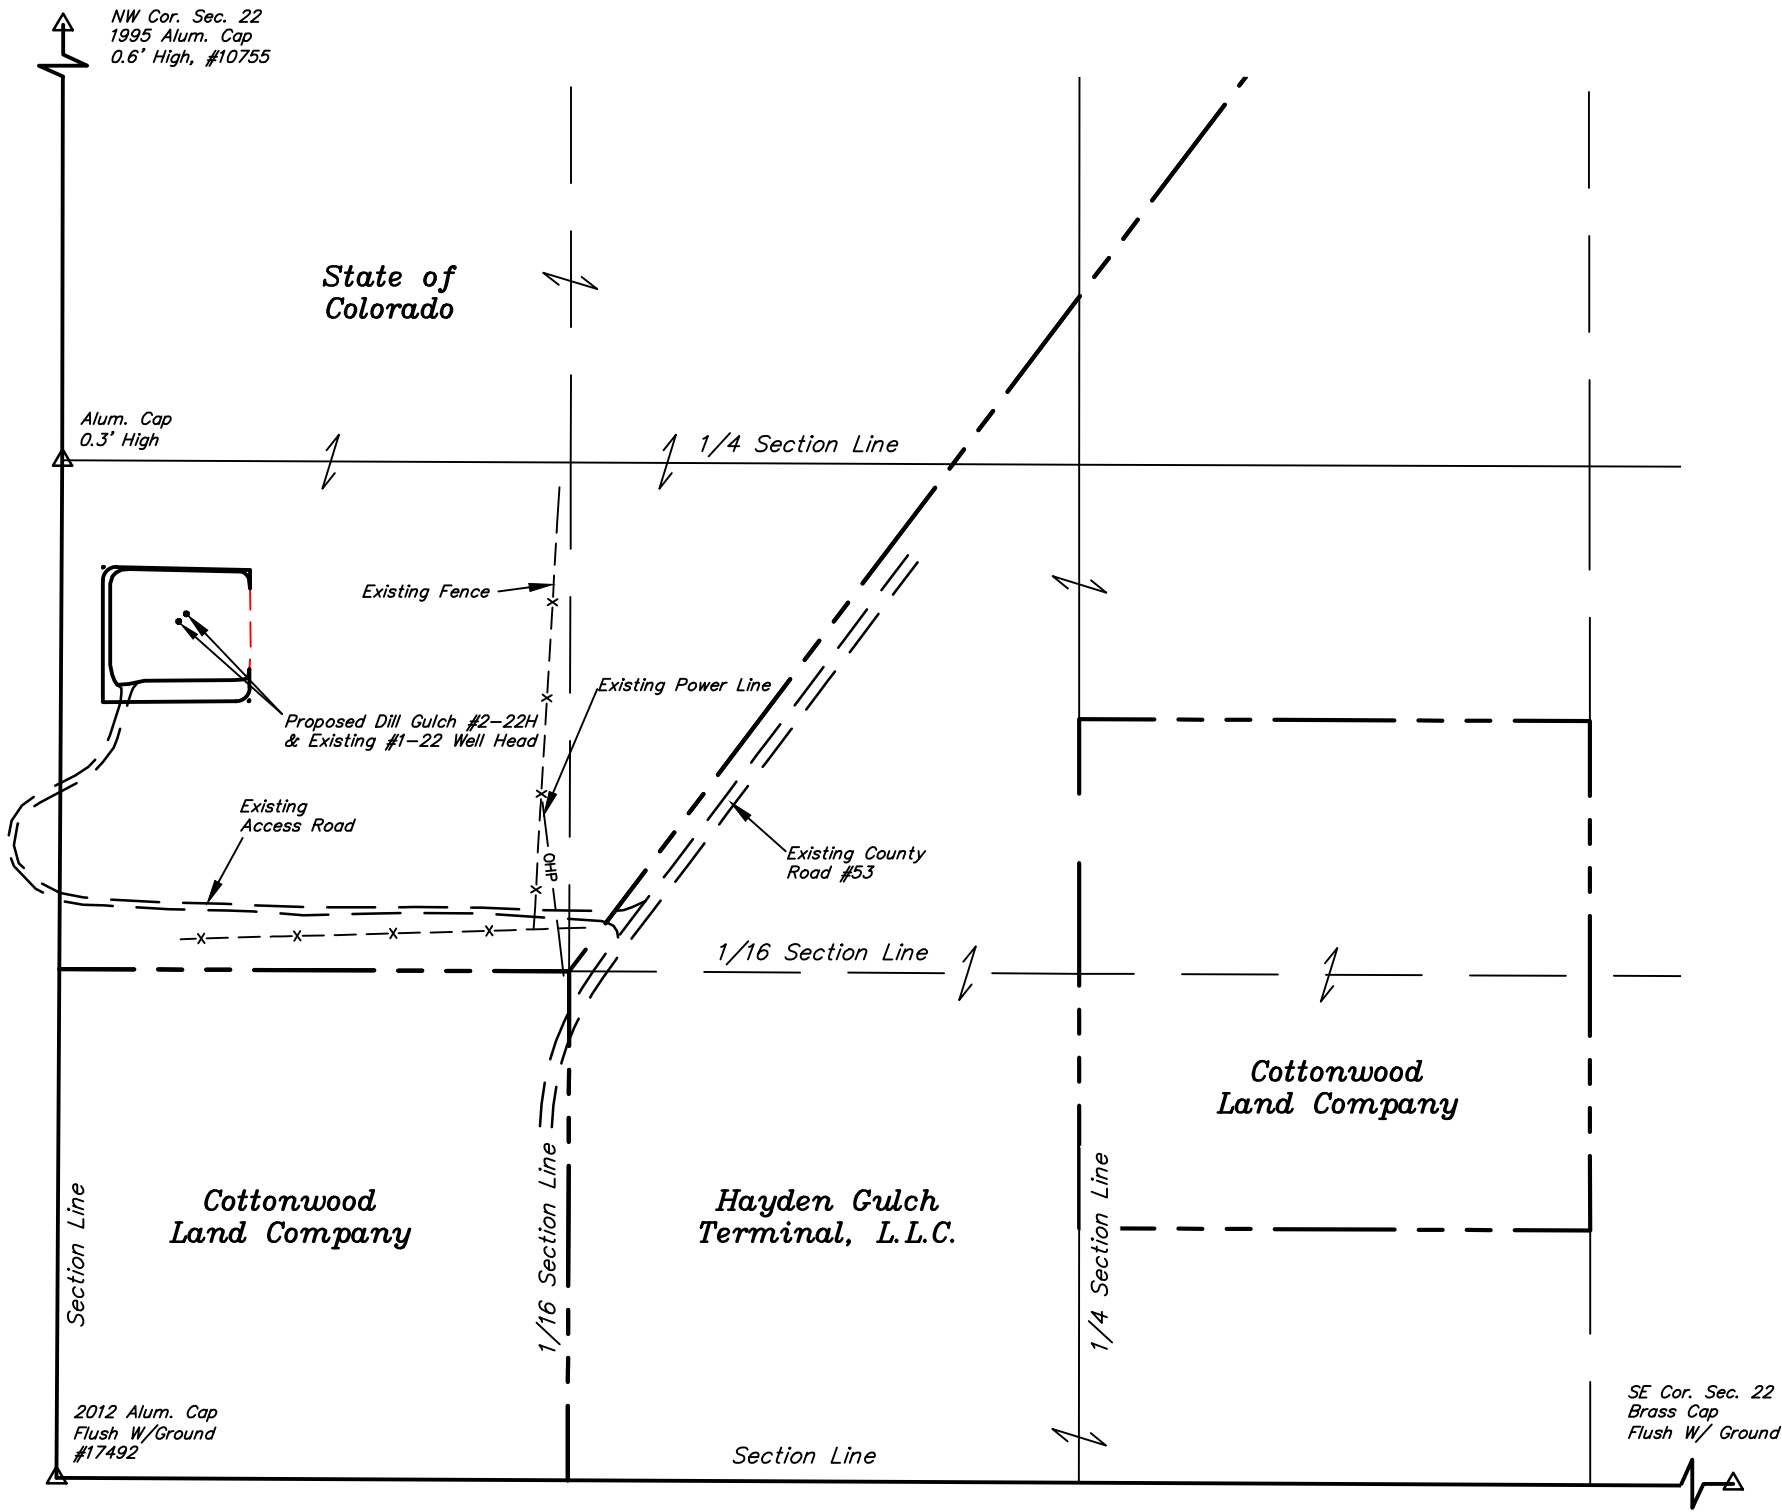 NW Cor. Sec. 22
1995 Alum. Cap
0.6' High, #10755
State of
Colorado
Alum. Cap
0.3' High
1/4 Section Line
Existing Fence
Existing Power Line
Proposed Dill Gulch #2-22H
& Existing #1-22 Well Head
Existing
Access Road
OHP
Existing County
Road #53
1/16 Section Line
Cottonwood
Land Company
Cottonwood
Land Company
Hayden Gulch
Terminal, L.L.C.
Section Line
1/16 Section Line
1/4 Section Line
2012 Alum. Cap
Flush W/Ground
#17492
Section Line
SE Cor. Sec. 22
Brass Cap
Flush W/ Ground